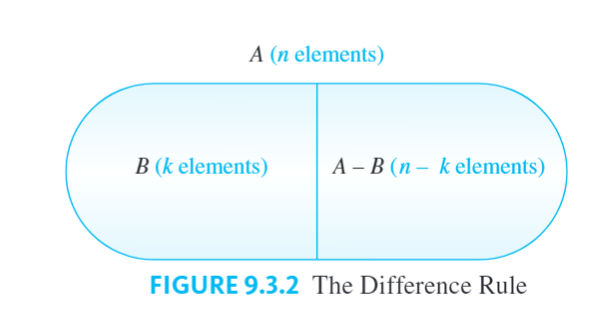 A (n elements)
B (k elements)
A – B (n – k elements)
FIGURE 9.3.2 The Difference Rule